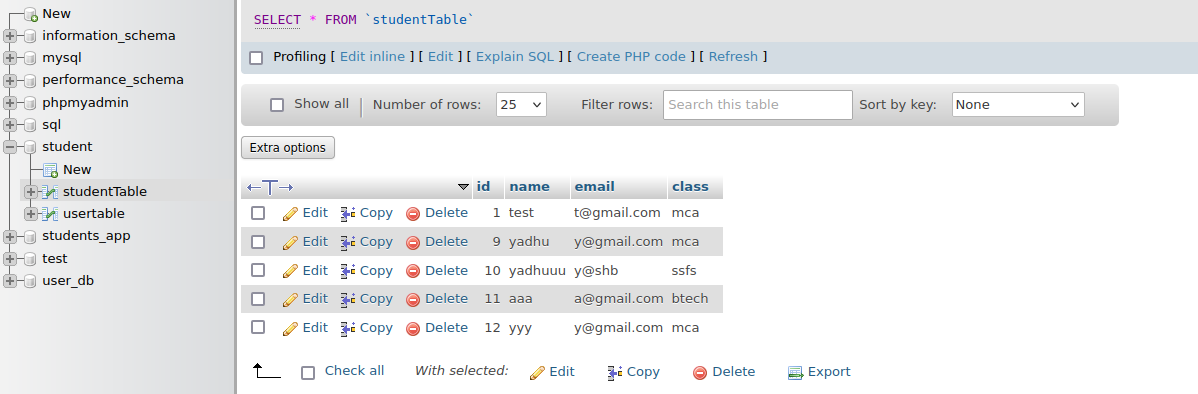 New
information_schema
mysql
performance_schema
phpmyadmin
sql
student
New
studentTable
usertable
students_app
test
user_db
SELECT * FROM `studentTable`
Profiling [ Edit inline ] [ Edit ] [ Explain SQL ] [ Create PHP code ] [ Refresh ]
Show all Number of rows: 25 Filter rows: Search this table Sort by key: None
Extra options
id name email class
Edit Copy Delete 1 test t@gmail.com mca
Edit Copy Delete 9 yadhu y@gmail.com mca
Edit Copy Delete 10 yadhuuu y@shb ssfs
Edit Copy Delete 11 aaa a@gmail.com btech
Edit Copy Delete 12 yyy y@gmail.com mca
Check all With selected: Edit Copy Delete Export